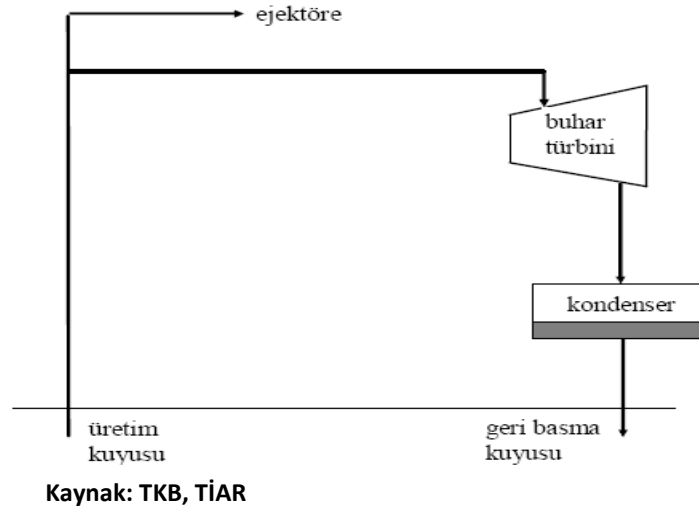 ejektöre
buhar
türbini
kondenser
üretim
kuyusu
geri basma
kuyusu
Kaynak: TKB, TİAR